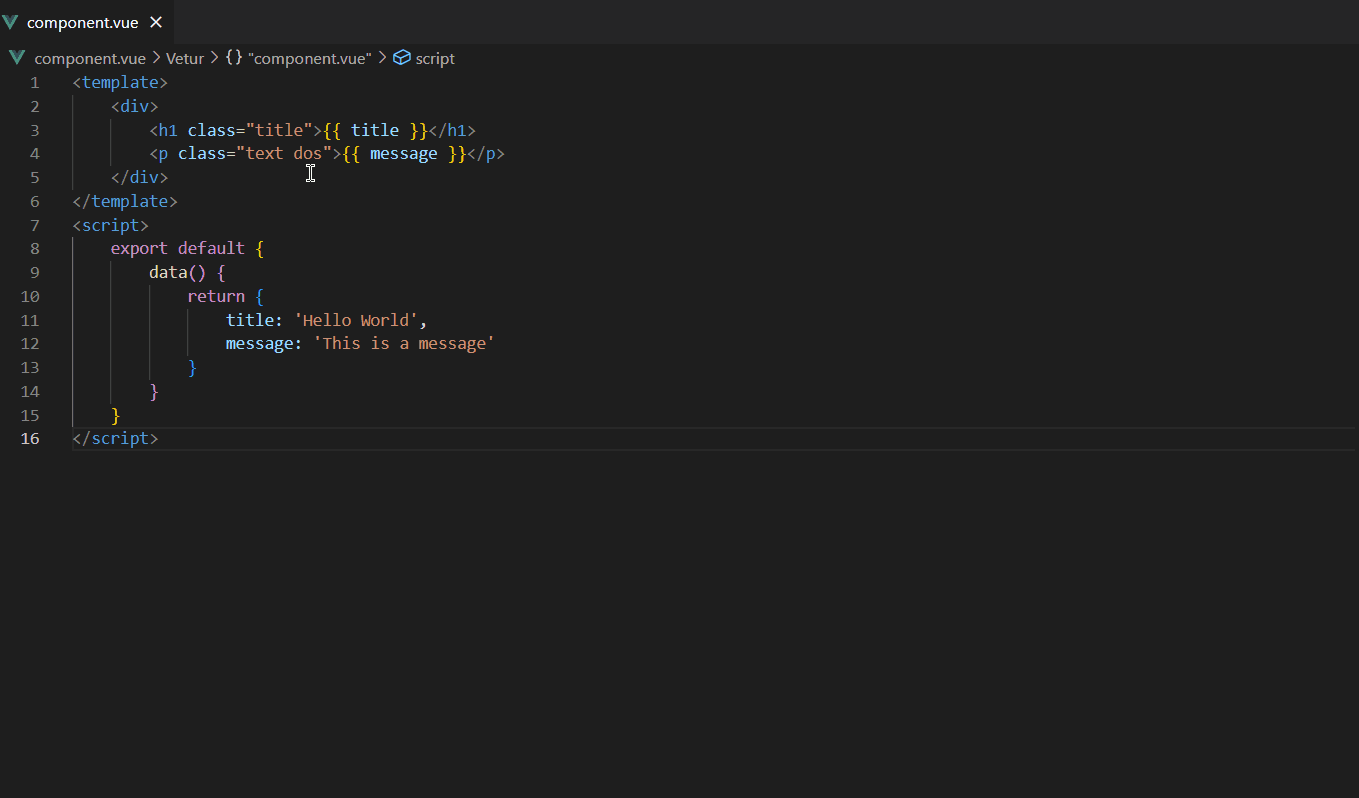 component.vue ×
component.vue > Vetur > {} "component.vue" > script
1 <template>
2     <div>
3         <h1 class="title">{{ title }}</h1>
4         <p class="text dos">{{ message }}</p>
5     </div>
6 </template>
7 <script>
8     export default {
9         data() {
10             return {
11                 title: 'Hello World',
12                 message: 'This is a message'
13             }
14         }
15     }
16 </script>